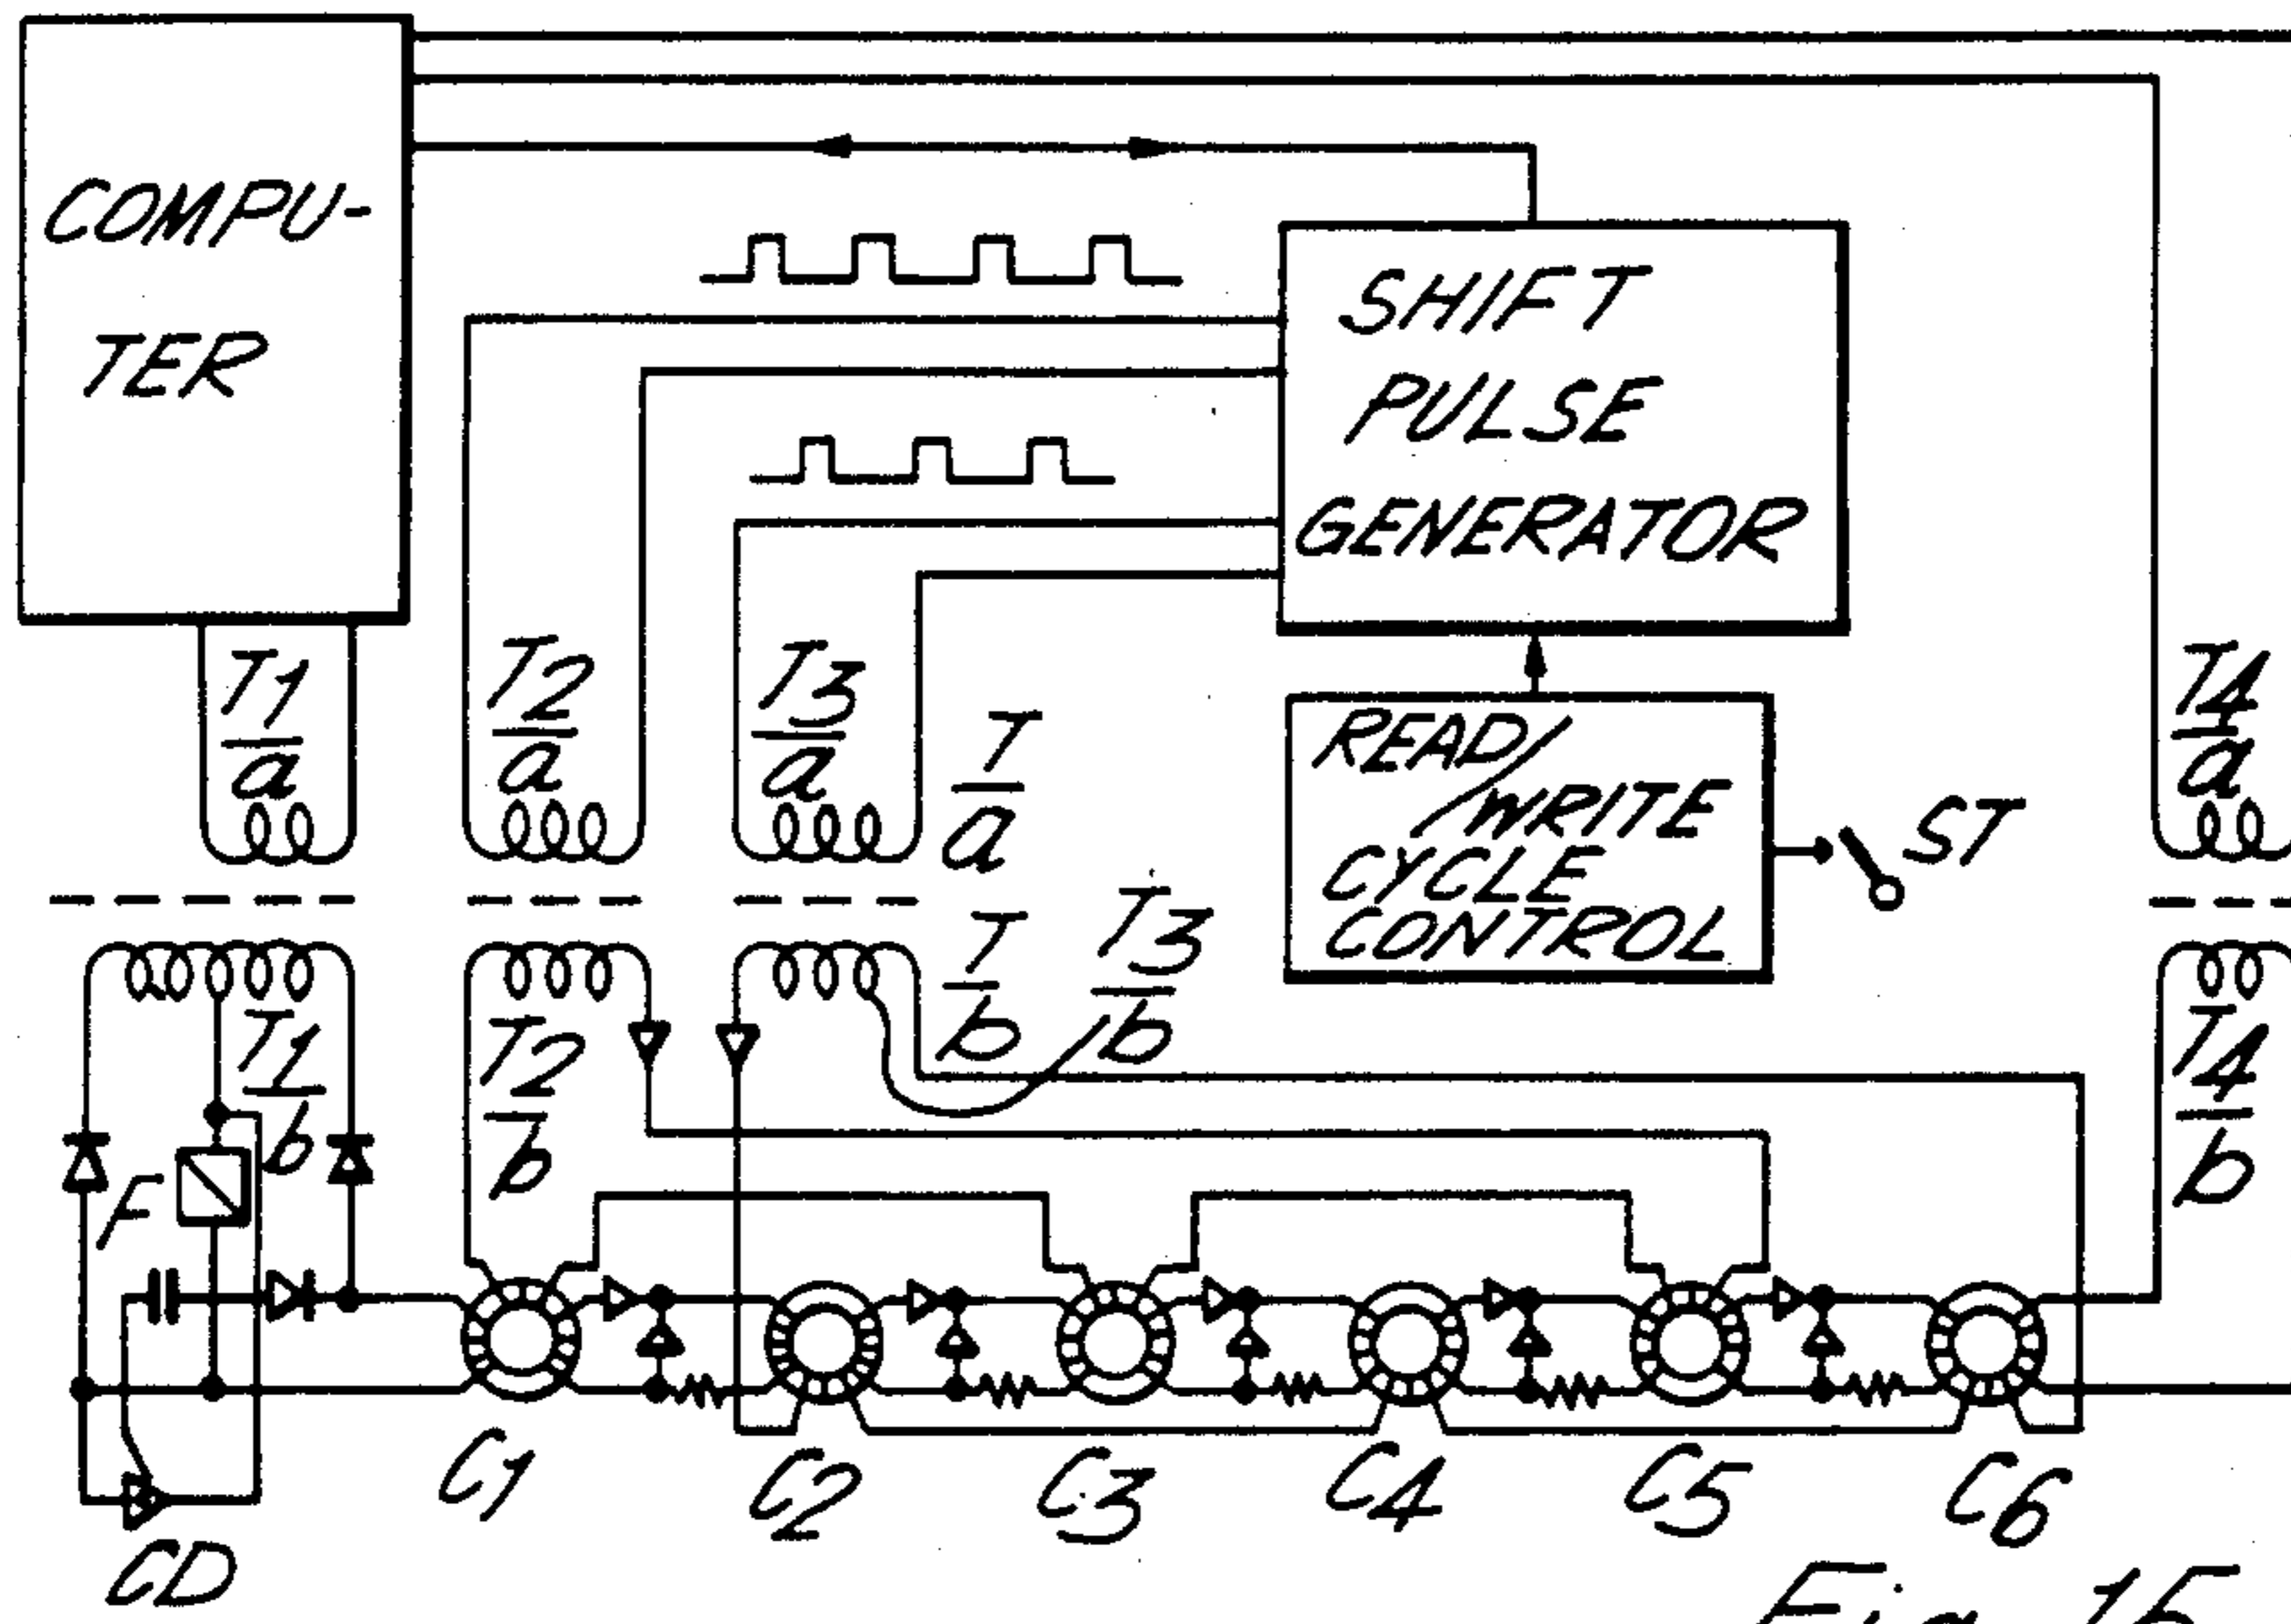 COMPU-
TER
SHIFT
PULSE
GENERATOR
T1
a
T2
a
T3
a
T
a
READ/
/WRITE
CYCLE
CONTROL
ST
T4
a
T1
b
T2
b
T
b
T3
b
T4
b
F
C1
C2
C3
C4
C5
C6
CD